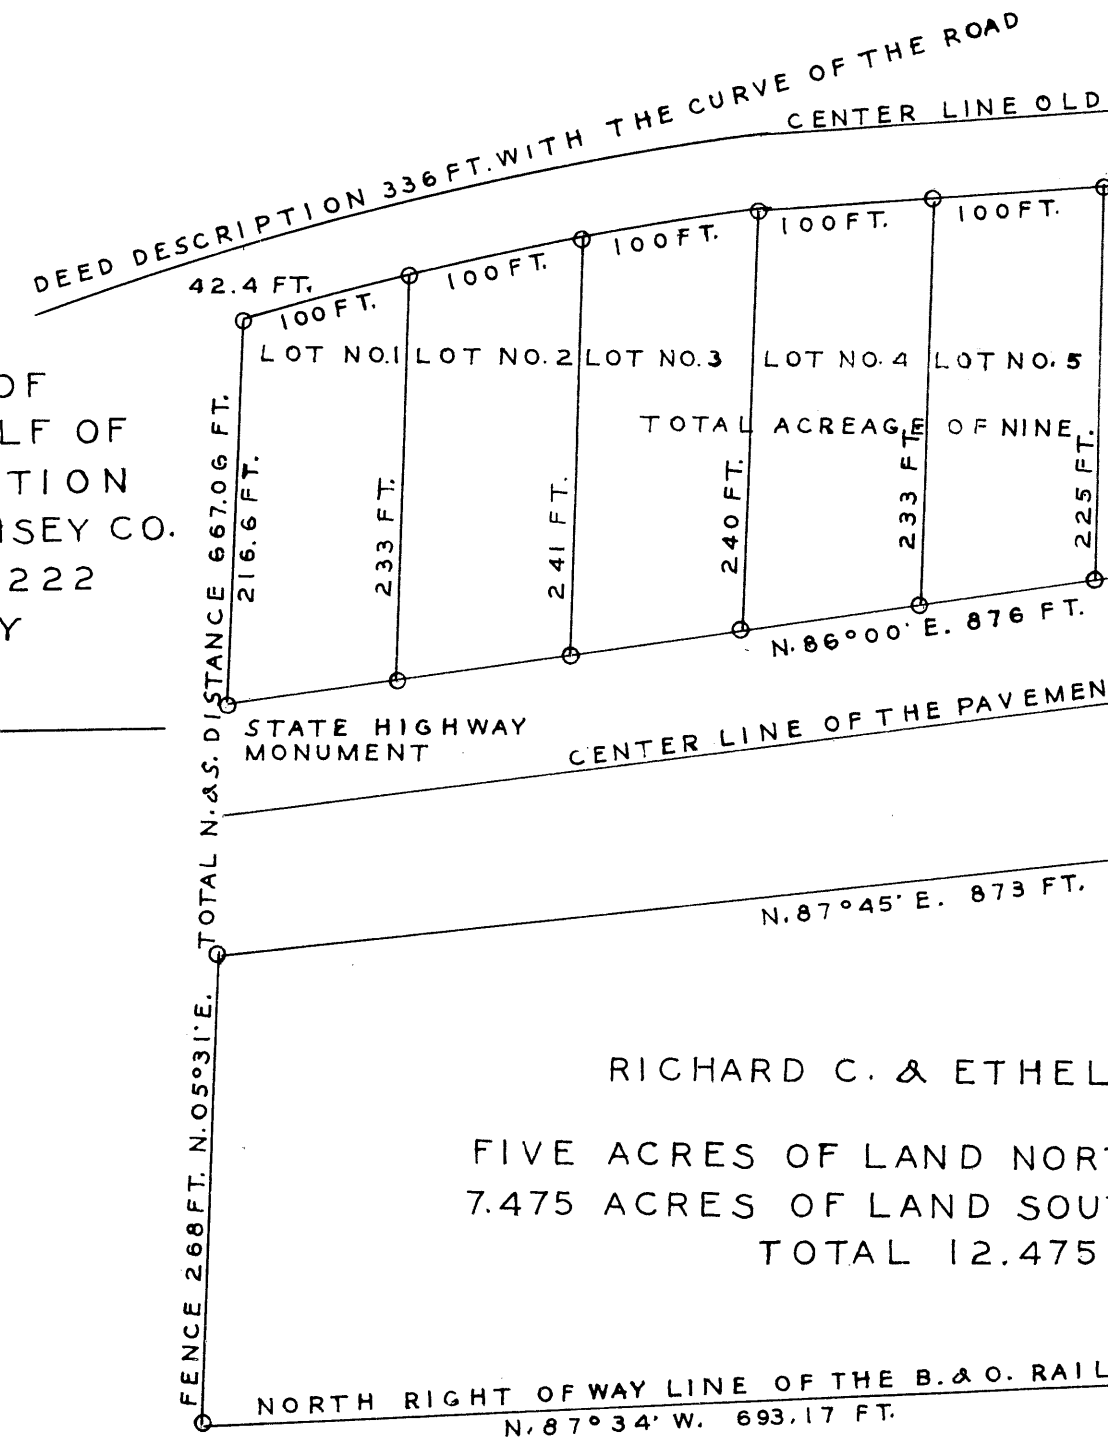 DEED DESCRIPTION 336 FT. WITH THE CURVE OF THE ROAD
CENTER LINE OLD
42.4 FT.
100 FT.
100 FT.
100 FT.
100 FT.
100 FT.
LOT NO. 1
LOT NO. 2
LOT NO. 3
LOT NO. 4
LOT NO. 5
TOTAL ACREAGE OF NINE
OF
LF OF
TION
SEY CO.
222
Y
TOTAL N. & S. DISTANCE 667.06 FT.
216.6 FT.
233 FT.
241 FT.
240 FT.
233 FT.
225 FT.
N. 86°00' E. 876 FT.
STATE HIGHWAY
MONUMENT
CENTER LINE OF THE PAVEMEN
N. 87°45' E. 873 FT.
FENCE 268 FT. N. 05°31' E.
RICHARD C. & ETHEL
FIVE ACRES OF LAND NORT
7.475 ACRES OF LAND SOUT
TOTAL 12.475
NORTH RIGHT OF WAY LINE OF THE B. & O. RAIL
N. 87° 34' W. 693.17 FT.